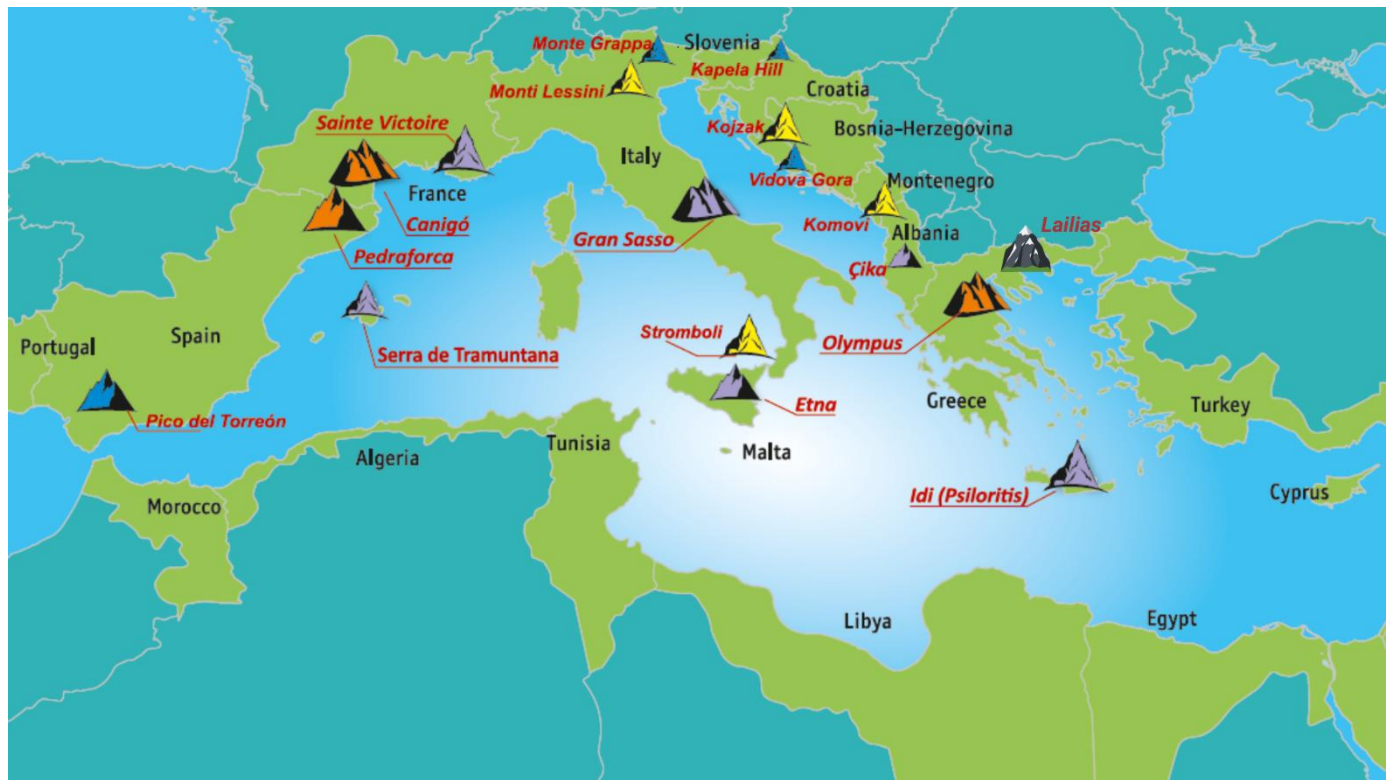 Monte Grappa
Slovenia
Kapela Hill
Monti Lessini
Croatia
Sainte Victoire
Kojzak
Bosnia-Herzegovina
Italy
France
Vidova Gora
Montenegro
Canigó
Gran Sasso
Komovi
Albania
Lailias
Pedraforca
Çika
Spain
Stromboli
Olympus
Portugal
Serra de Tramuntana
Pico del Torreón
Etna
Greece
Turkey
Tunisia
Algeria
Malta
Morocco
Idi (Psiloritis)
Cyprus
Libya
Egypt